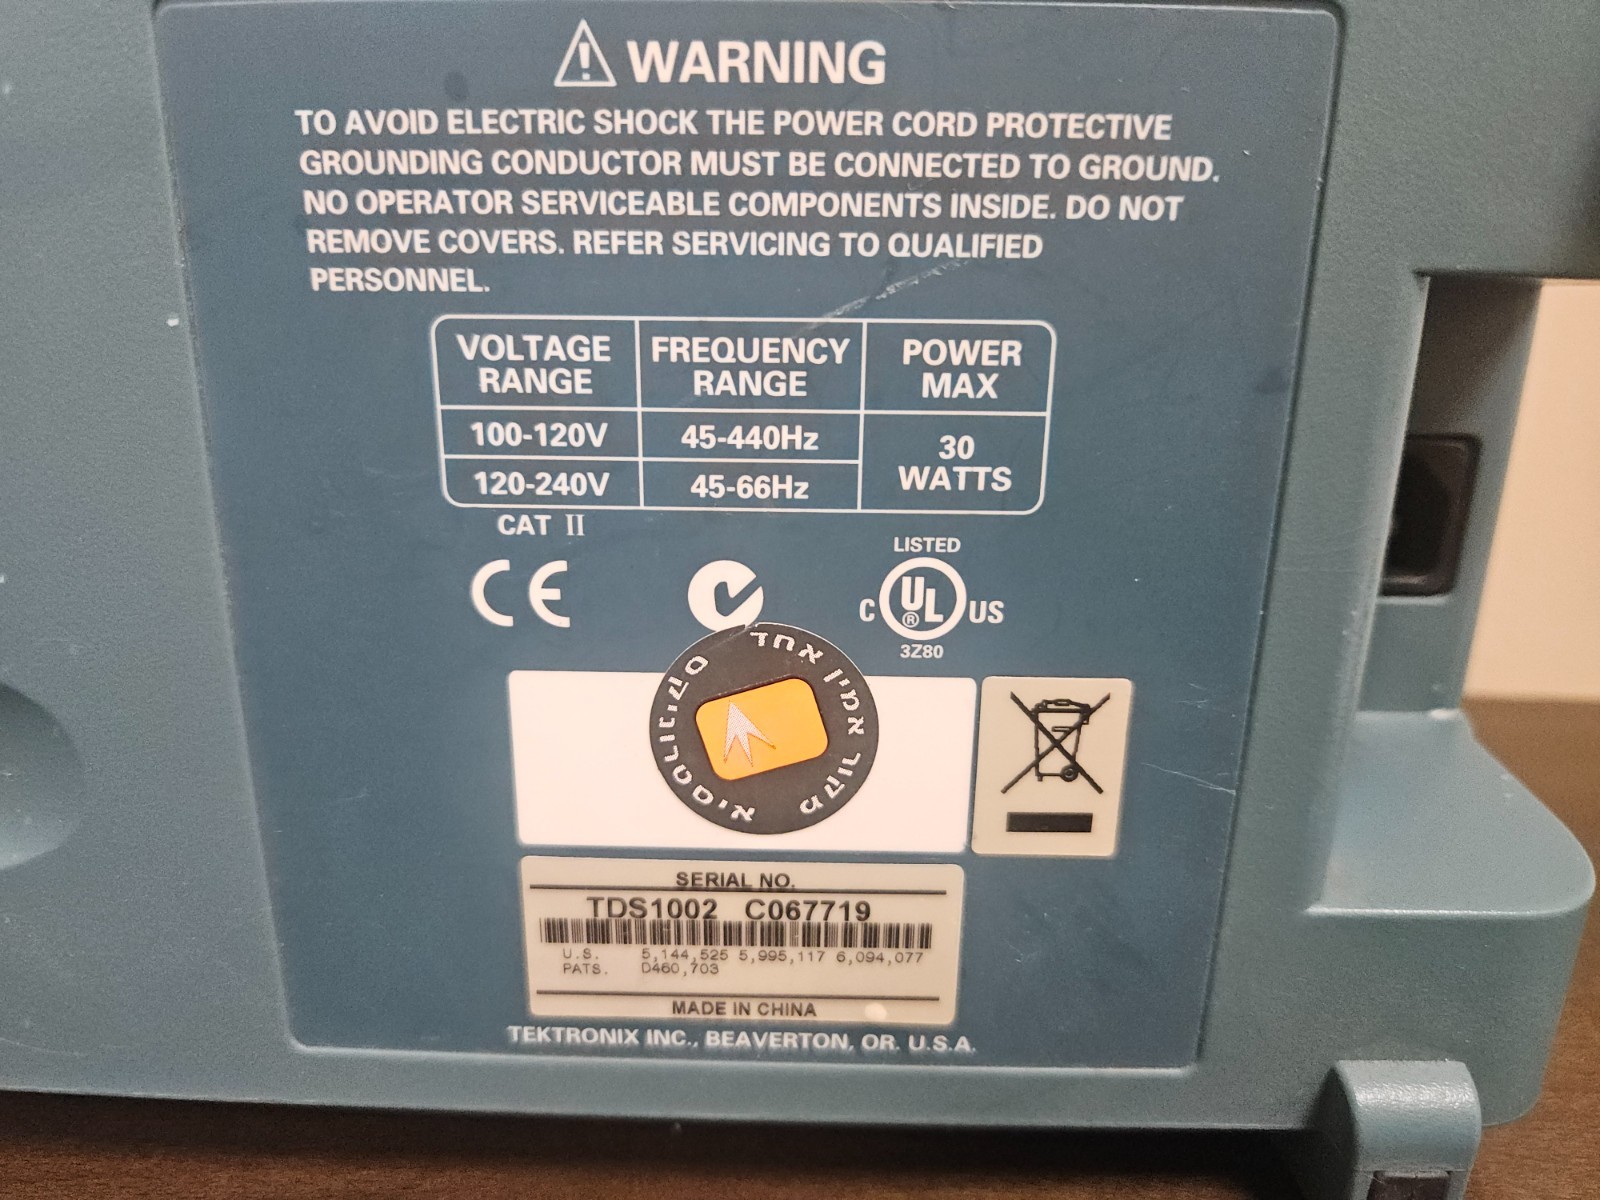 WARNING
TO AVOID ELECTRIC SHOCK THE POWER CORD PROTECTIVE
GROUNDING CONDUCTOR MUST BE CONNECTED TO GROUND.
NO OPERATOR SERVICEABLE COMPONENTS INSIDE. DO NOT
REMOVE COVERS. REFER SERVICING TO QUALIFIED
PERSONNEL.
VOLTAGE RANGE FREQUENCY RANGE POWER MAX
100-120V 45-440Hz 30 WATTS
120-240V 45-66Hz
CAT II
CE
LISTED
C UL® US
3Z80
איסטרוניקס
מקור אמין אחד
SERIAL NO.
TDS1002 C067719
U.S. 5,144,525 5,995,117 6,094,077
PATS. D460,703
MADE IN CHINA
TEKTRONIX INC., BEAVERTON, OR. U.S.A.